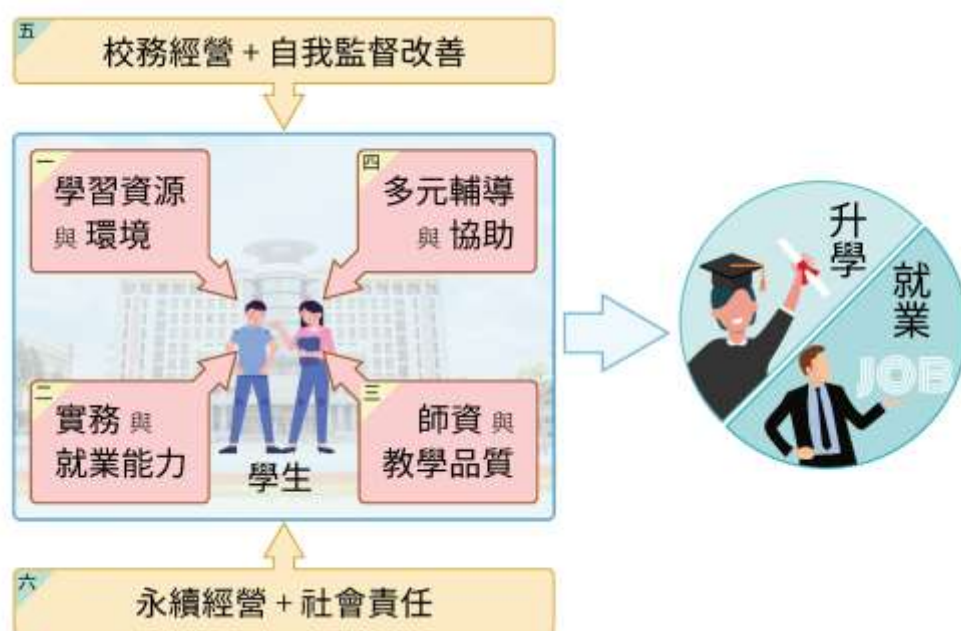 五
校務經營 + 自我監督改善
一
學習資源
與 環境
四
多元輔導
與 協助
二
實務 與
就業能力
三
師資 與
教學品質
學生
升學
就業
JOB
六
永續經營 + 社會責任